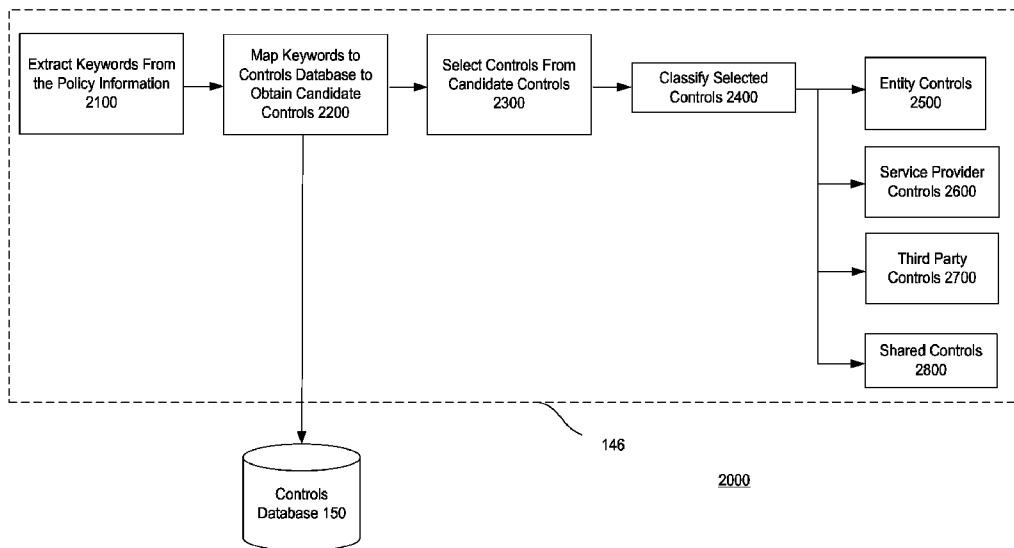 Extract Keywords From
the Policy Information
2100
Map Keywords to
Controls Database to
Obtain Candidate
Controls 2200
Select Controls From
Candidate Controls
2300
Classify Selected
Controls 2400
Entity Controls
2500
Service Provider
Controls 2600
Third Party
Controls 2700
Shared Controls
2800
146
2000
Controls
Database 150